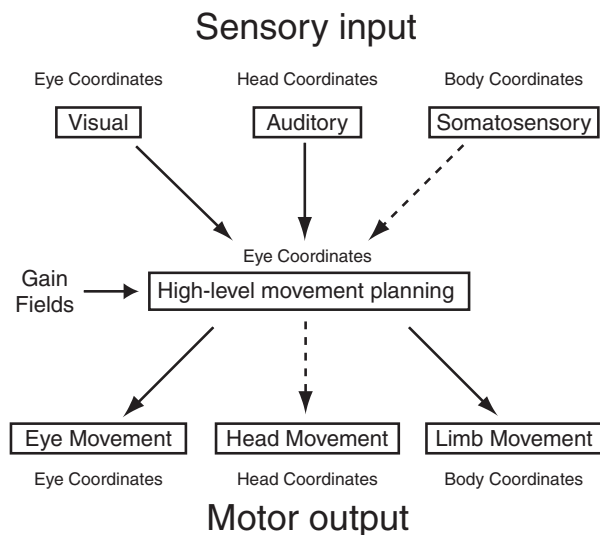 Sensory input
Eye Coordinates
Head Coordinates
Body Coordinates
Visual
Auditory
Somatosensory
Eye Coordinates
Gain
Fields
High-level movement planning
Eye Movement
Head Movement
Limb Movement
Eye Coordinates
Head Coordinates
Body Coordinates
Motor output